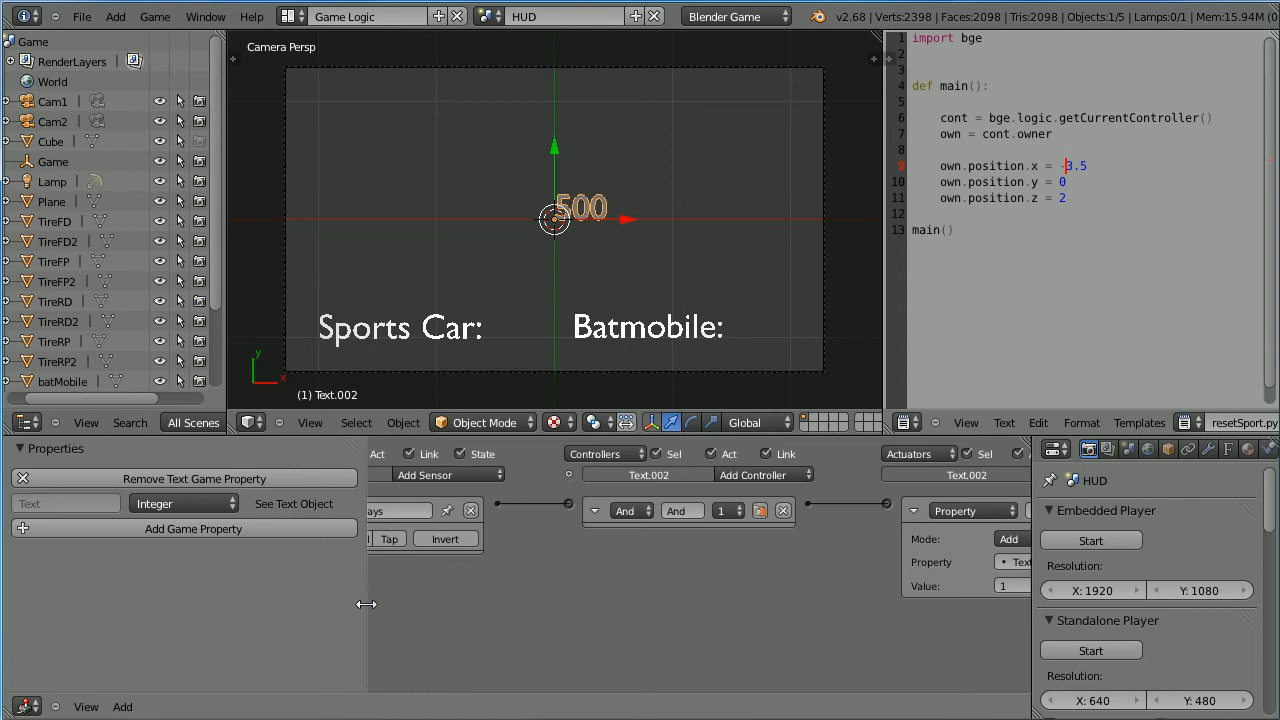 File Add Game Window Help Game Logic HUD Blender Game v2.68 | Verts:2398 | Faces:2098 | Tris:2098 | Objects:1/5 | Lamps:0/1 | Mem:15.94M (0
Game
RenderLayers
World
Cam1
Cam2
Cube
Game
Lamp
Plane
TireFD
TireFD2
TireFP
TireFP2
TireRD
TireRD2
TireRP
TireRP2
batMobile
View Search All Scenes
Camera Persp
500
Sports Car: Batmobile:
y
x
(1) Text.002
View Select Object Object Mode Global
1 import bge
2
3
4 def main():
5
6 cont = bge.logic.getCurrentController()
7 own = cont.owner
8
9 own.position.x = -3.5
10 own.position.y = 0
11 own.position.z = 2
12
13 main()
View Text Edit Format Templates resetSport.py
Properties
Remove Text Game Property
Text Integer See Text Object
Add Game Property
Act Link State Controllers Sel Act Link Actuators Sel
Add Sensor Text.002 Add Controller Text.002
ays And And 1 Property
Tap Invert Mode: Add
Property Tex
Value: 1
View Add
HUD
Embedded Player
Start
Resolution:
X: 1920 Y: 1080
Standalone Player
Start
Resolution:
X: 640 Y: 480